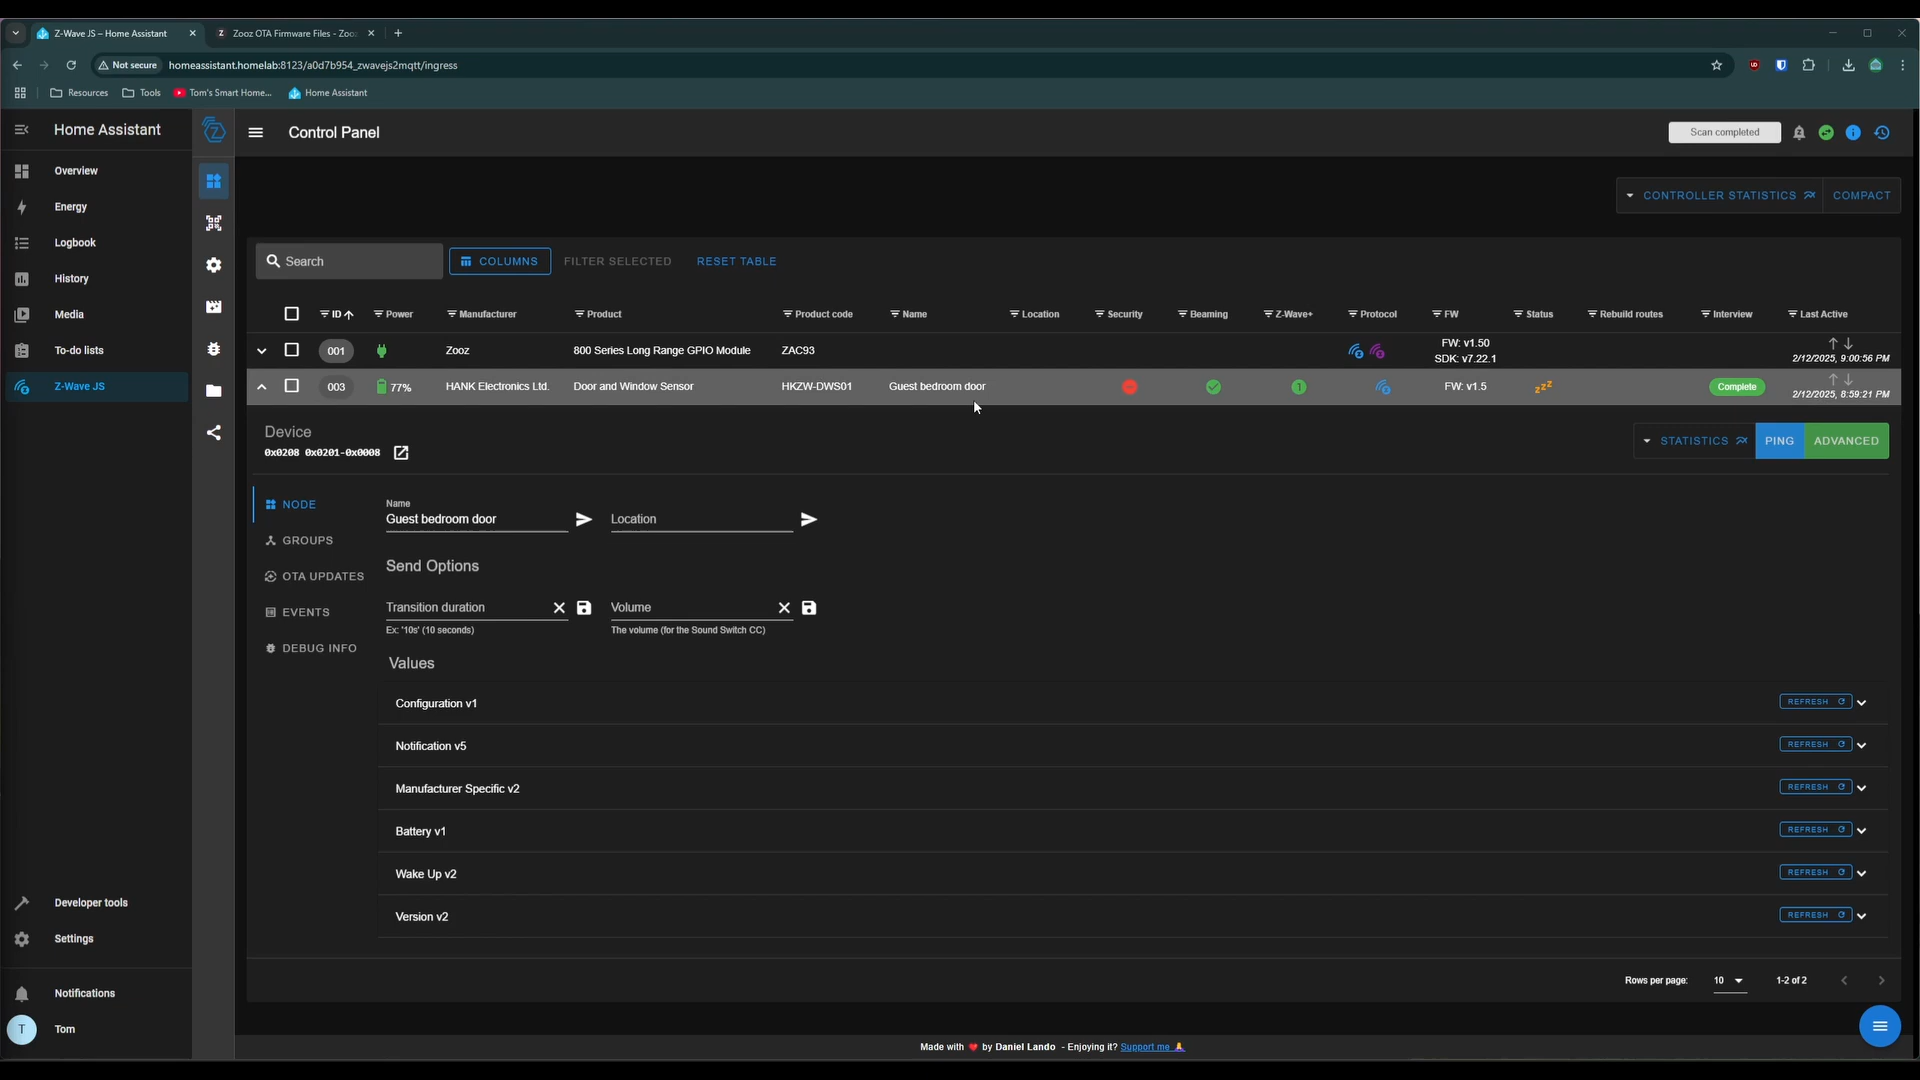 Z-Wave JS – Home Assistant
Zooz OTA Firmware Files - Zoo
Not secure
homeassistant.homelab:8123/a0d7b954_zwavejs2mqtt/ingress
Resources
Tools
Tom's Smart Home...
Home Assistant
Home Assistant
Control Panel
Scan completed
Overview
Energy
Logbook
History
Media
To-do lists
Z-Wave JS
CONTROLLER STATISTICS
COMPACT
Search
COLUMNS
FILTER SELECTED
RESET TABLE
ID Power Manufacturer Product Product code Name Location Security Beaming Z-Wave+ Protocol FW Status Rebuild routes Interview Last Active
001 Zooz 800 Series Long Range GPIO Module ZAC93 FW: v1.50
SDK: v7.22.1
2/12/2025, 9:00:56 PM
003 77% HANK Electronics Ltd. Door and Window Sensor HKZW-DWS01 Guest bedroom door 1 FW: v1.5 zzZ Complete
2/12/2025, 8:59:21 PM
Device
0x0208 0x0201-0x0008
STATISTICS
PING
ADVANCED
NODE
GROUPS
OTA UPDATES
EVENTS
DEBUG INFO
Name
Guest bedroom door
Location
Send Options
Transition duration
Ex: '10s' (10 seconds)
Volume
The volume (for the Sound Switch CC)
Values
Configuration v1 REFRESH
Notification v5 REFRESH
Manufacturer Specific v2 REFRESH
Battery v1 REFRESH
Wake Up v2 REFRESH
Version v2 REFRESH
Rows per page: 10 1-2 of 2
Developer tools
Settings
Notifications
T Tom
Made with ❤️ by Daniel Lando - Enjoying it? Support me